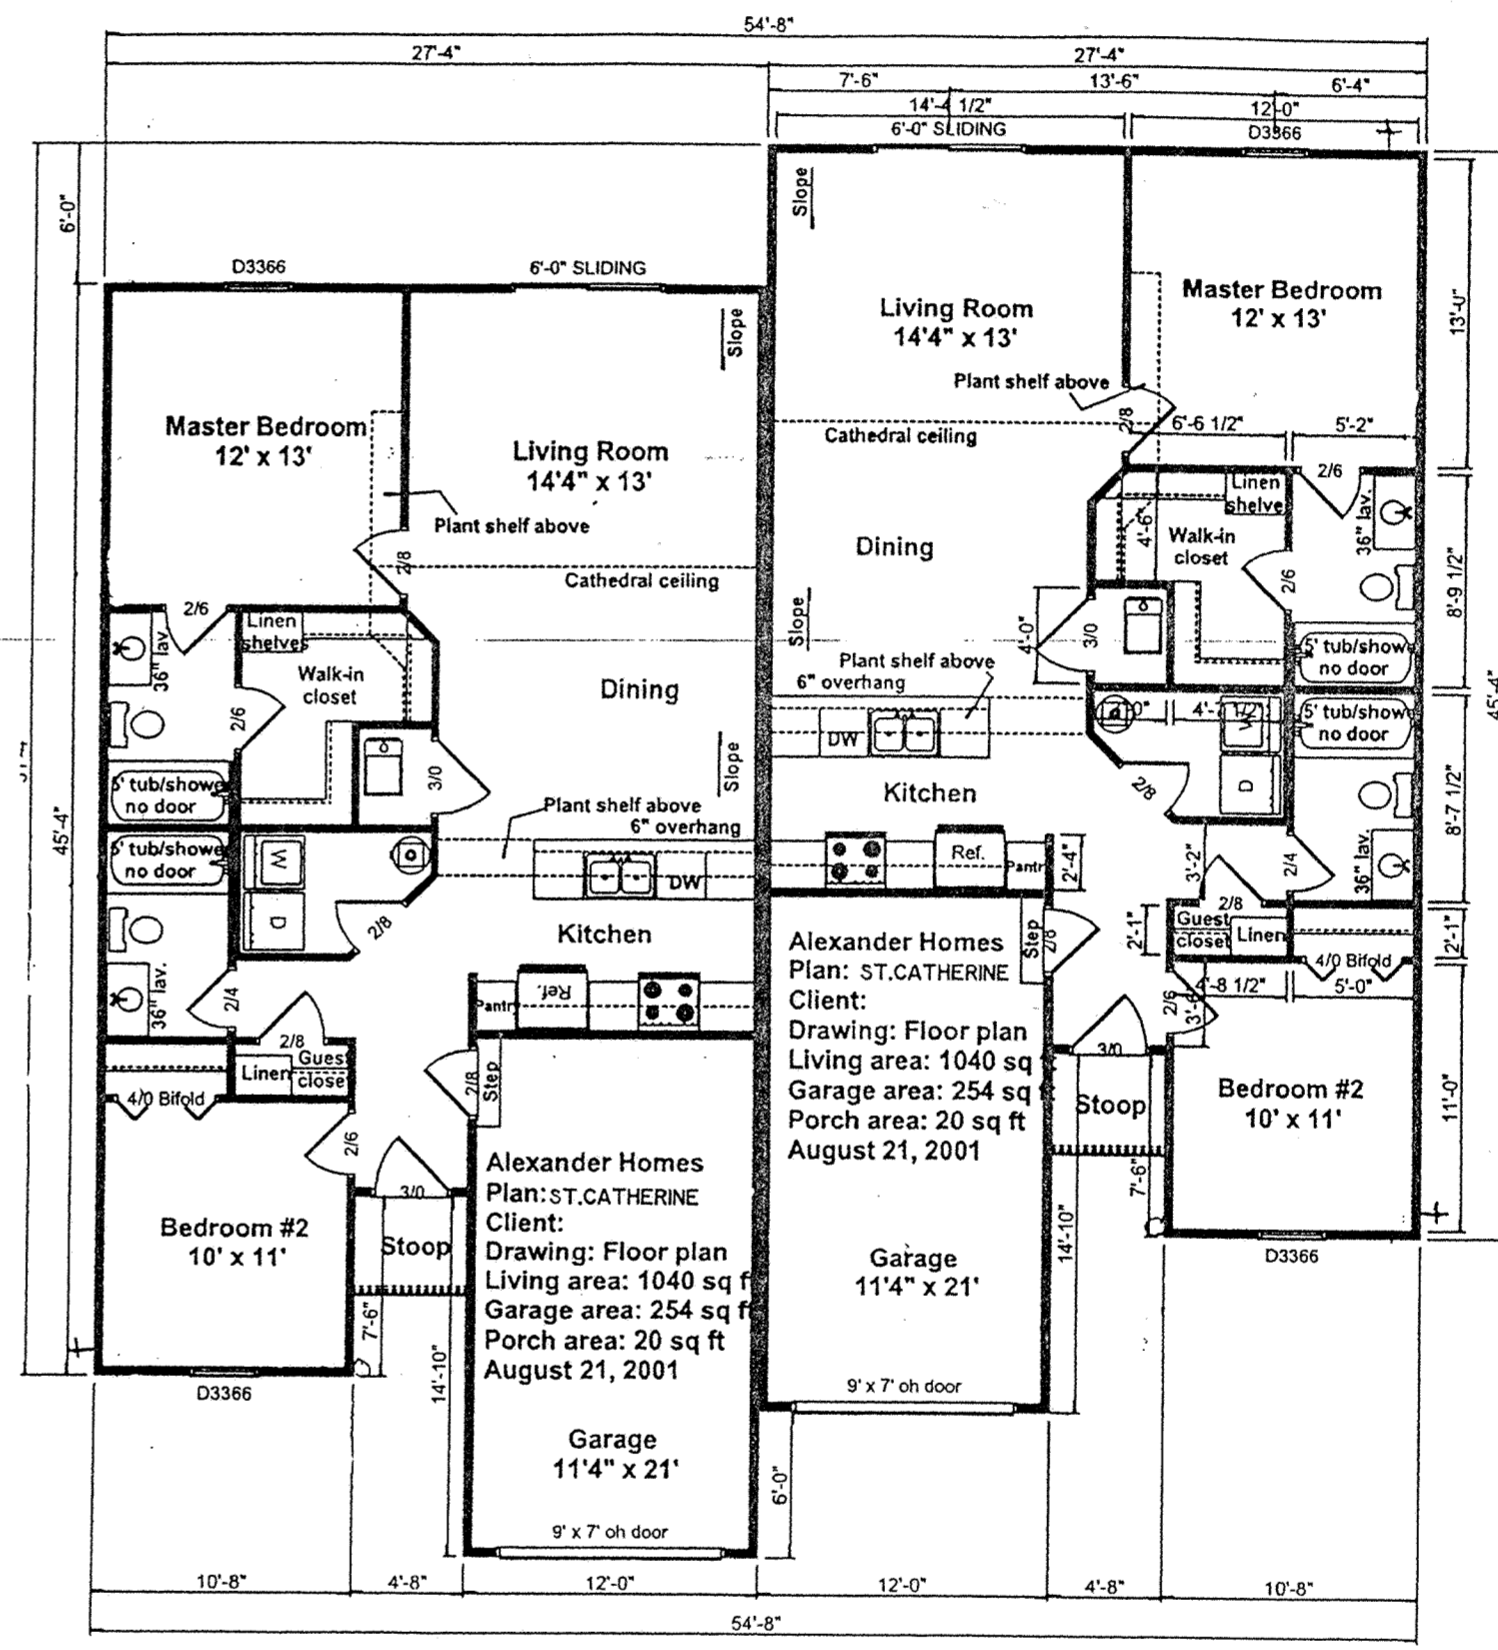 54'-8"
27'-4"
27'-4"
7'-6"
13'-6"
6'-4"
14'-4 1/2"
12'-0"
6'-0" SLIDING
D3366
Slope
6'-0"
D3366
6'-0" SLIDING
Slope
Living Room
14'4" x 13'
Master Bedroom
12' x 13'
13'-0"
Plant shelf above
2/8
6'-6 1/2"
5'-2"
Cathedral ceiling
Master Bedroom
12' x 13'
Living Room
14'4" x 13'
Plant shelf above
2/8
Cathedral ceiling
2/6
Linen
shelves
4'-6"
Walk-in
closet
36" lav.
Dining
2/6
8'-9 1/2"
Slope
4'-0"
3/0
5' tub/showe
no door
2/6
Linen
shelves
36" lav.
Walk-in
closet
2/6
Dining
Plant shelf above
6" overhang
4'-7 1/2"
W
5' tub/showe
no door
45'-4"
DW
Slope
3/0
5' tub/showe
no door
Kitchen
2/8
D
8'-7 1/2"
45'-4"
Plant shelf above
6" overhang
5' tub/showe
no door
W
DW
Ref.
Pantr
2'-4"
3'-2"
2/4
36" lav.
D
2/8
Kitchen
2/8
Guest
closet
Linen
2'-1"
2'-1"
Step
2/8
4/0 Bifold
Alexander Homes
Plan: ST.CATHERINE
Client:
Drawing: Floor plan
Living area: 1040 sq
Garage area: 254 sq f
Porch area: 20 sq ft
August 21, 2001
36" lav.
2/4
Pantr
Ref.
2/6
3'-6"
4'-8 1/2"
5'-0"
3/0
2/8
Guest
Linen
close
4/0 Bifold
2/8
Step
Stoop
Bedroom #2
10' x 11'
11'-0"
2/6
7'-6"
14'-10"
3/0
Alexander Homes
Plan:ST.CATHERINE
Client:
Drawing: Floor plan
Living area: 1040 sq ft
Garage area: 254 sq ft
Porch area: 20 sq ft
August 21, 2001
Bedroom #2
10' x 11'
Stoop
7'-6"
14'-10"
Garage
11'4" x 21'
D3366
D3366
9' x 7' oh door
Garage
11'4" x 21'
6'-0"
9' x 7' oh door
10'-8"
4'-8"
12'-0"
12'-0"
4'-8"
10'-8"
54'-8"